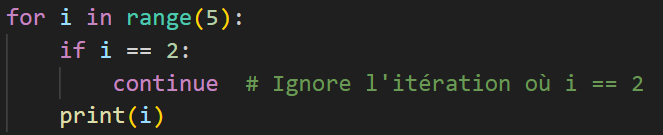 for i in range(5):
    if i == 2:
        continue  # Ignore l'itération où i == 2
    print(i)